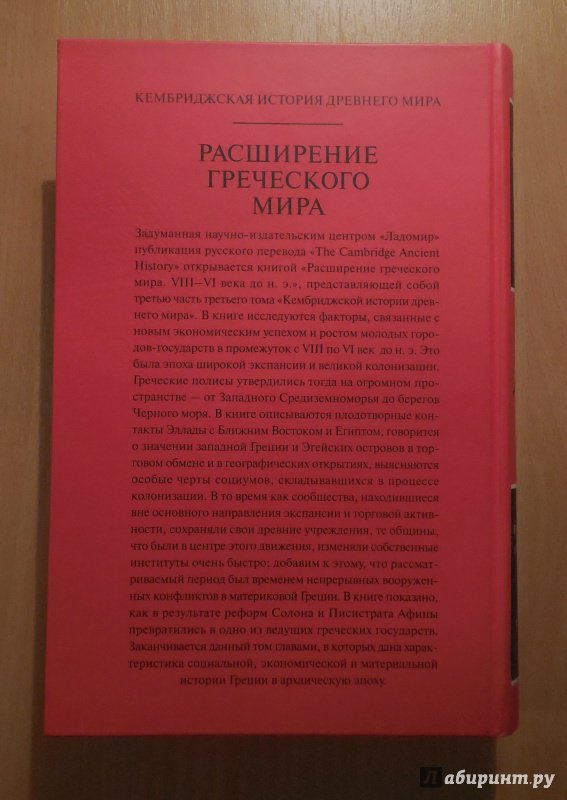 КЕМБРИДЖСКАЯ ИСТОРИЯ ДРЕВНЕГО МИРА
РАСШИРЕНИЕ
ГРЕЧЕСКОГО
МИРА
Задуманная научно-издательским центром «Ладомир»
публикация русского перевода «The Cambridge Ancient
History» открывается книгой «Расширение греческого
мира. VIII–VI века до н. э.», представляющей собой
третью часть третьего тома «Кембриджской истории древ-
него мира». В книге исследуются факторы, связанные с
новым экономическим успехом и ростом молодых горо-
дов-государств в промежуток с VIII по VI век до н. э. Это
была эпоха широкой экспансии и великой колонизации.
Греческие полисы утвердились тогда на огромном про-
странстве — от Западного Средиземноморья до берегов
Черного моря. В книге описываются плодотворные кон-
такты Эллады с Ближним Востоком и Египтом, говорится
о значении западной Греции и Эгейских островов в тор-
говом обмене и в географических открытиях, выясняются
особые черты социумов, складывавшихся в процессе
колонизации. В то время как сообщества, находившиеся
вне основного направления экспансии и торговой актив-
ности, сохраняли свои древние учреждения, те общины,
что были в центре этого движения, изменяли собственные
институты очень быстро; добавим к этому, что рассмат-
риваемый период был временем непрерывных вооружен-
ных конфликтов в материковой Греции. В книге показано,
как в результате реформ Солона и Писистрата Афины
превратились в одно из ведущих греческих государств.
Заканчивается данный том главами, в которых дана харак-
теристика социальной, экономической и материальной
истории Греции в архаическую эпоху.
лабиринт.ру